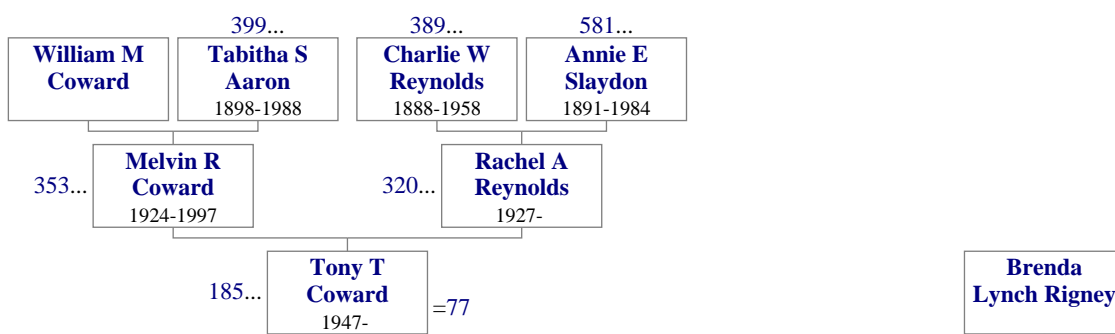 399...
389...
581...
William M
Coward
Tabitha S
Aaron
1898-1988
Charlie W
Reynolds
1888-1958
Annie E
Slaydon
1891-1984
353...
Melvin R
Coward
1924-1997
320...
Rachel A
Reynolds
1927-
185...
Tony T
Coward
1947-
=77
Brenda
Lynch Rigney